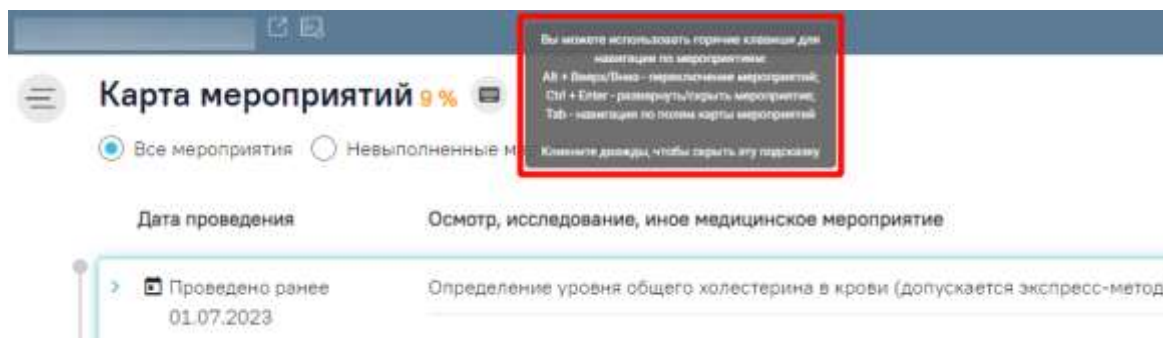 Вы можете использовать горячие клавиши для
навигации по мероприятиям:
Alt + Вверх/Вниз - переключение мероприятий;
Ctrl + Enter - развернуть/скрыть мероприятие;
Tab - навигация по полям карты мероприятий
Кликните дважды, чтобы скрыть эту подсказку
Карта мероприятий 9 %
Все мероприятия Невыполненные м
Дата проведения Осмотр, исследование, иное медицинское мероприятие
Проведено ранее Определение уровня общего холестерина в крови (допускается экспресс-метод
01.07.2023